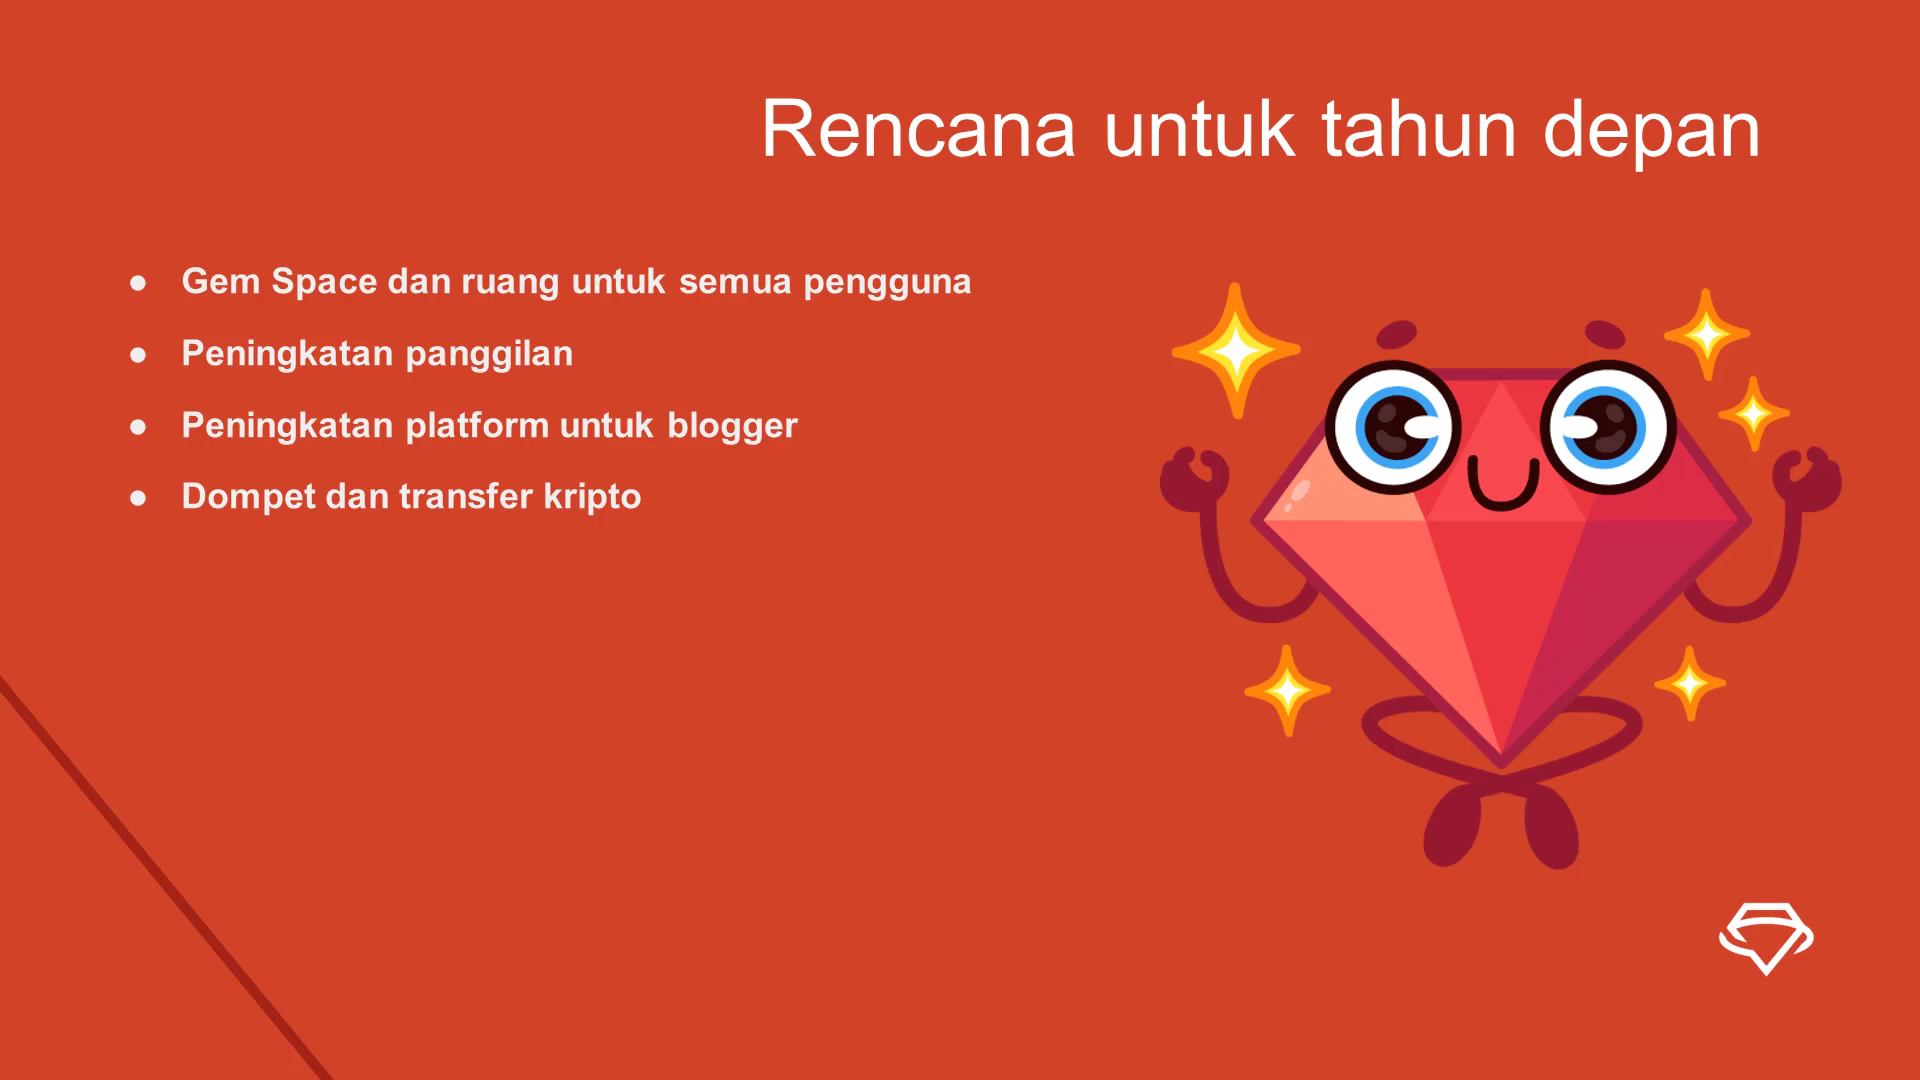 Rencana untuk tahun depan
● Gem Space dan ruang untuk semua pengguna
● Peningkatan panggilan
● Peningkatan platform untuk blogger
● Dompet dan transfer kripto